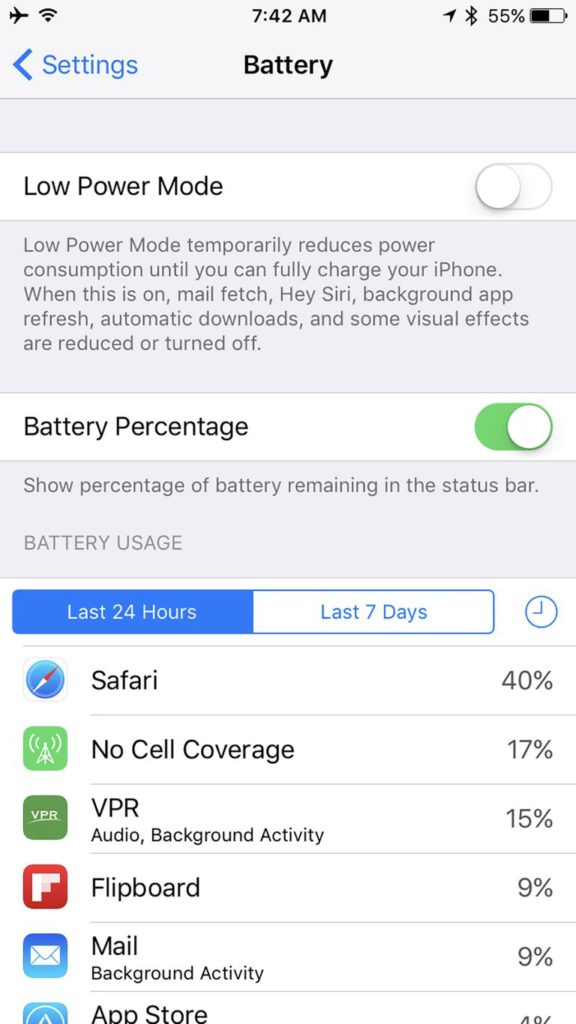 7:42 AM
55%
Settings
Battery
Low Power Mode
Low Power Mode temporarily reduces power
consumption until you can fully charge your iPhone.
When this is on, mail fetch, Hey Siri, background app
refresh, automatic downloads, and some visual effects
are reduced or turned off.
Battery Percentage
Show percentage of battery remaining in the status bar.
BATTERY USAGE
Last 24 Hours
Last 7 Days
Safari
40%
No Cell Coverage
17%
VPR
VPR
Audio, Background Activity
15%
Flipboard
9%
Mail
Background Activity
9%
App Store
4%